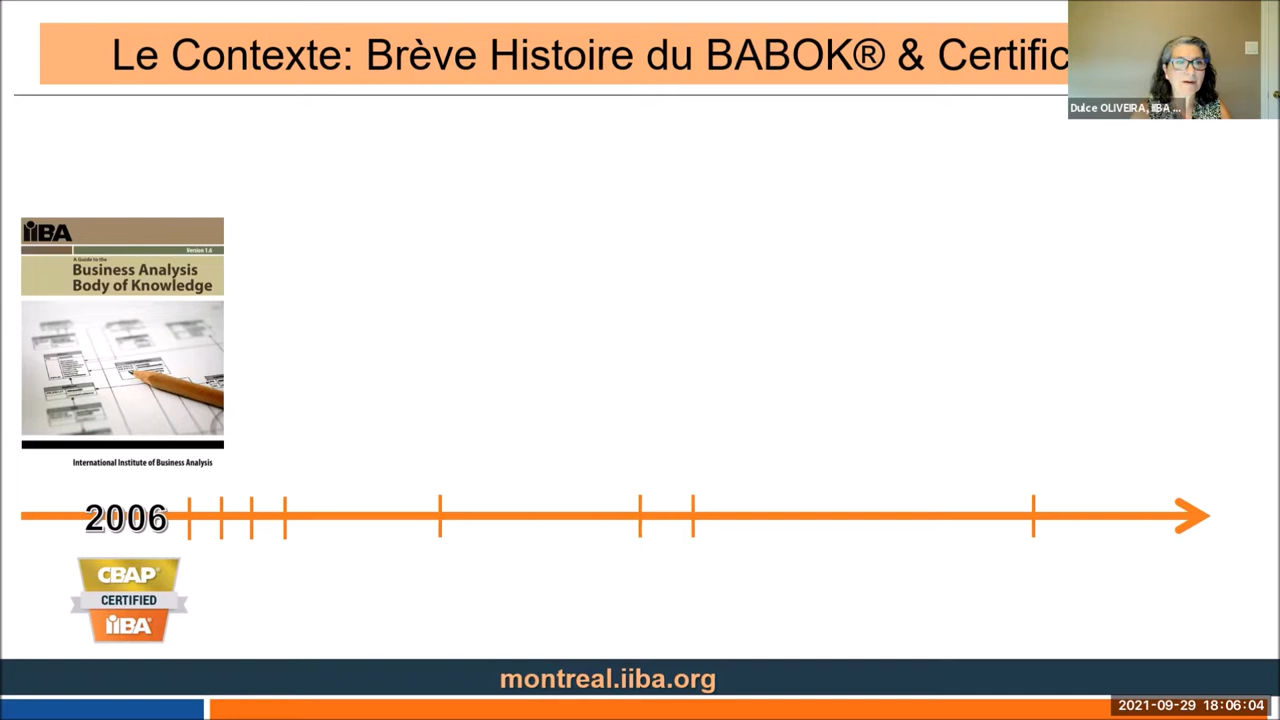 Le Contexte: Brève Histoire du BABOK® & Certific
Dulce OLIVEIRA, IIBA ...
iiBA
Version 1.6
A Guide to the
Business Analysis
Body of Knowledge
International Institute of Business Analysis
2006
CBAP®
CERTIFIED
iiBA®
montreal.iiba.org
2021-09-29 18:06:04